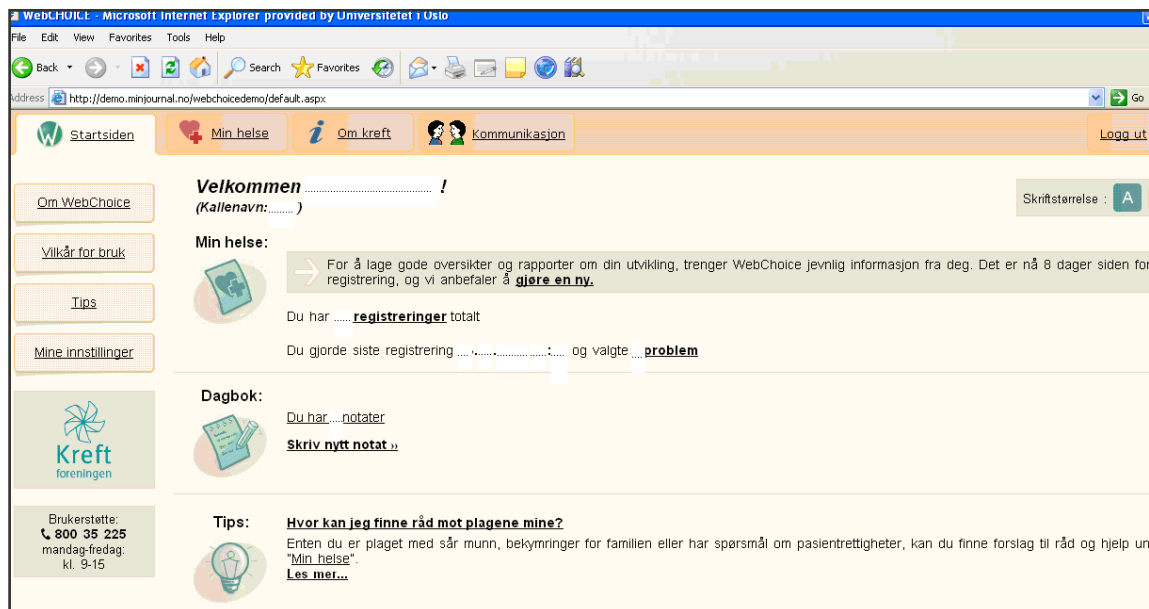 WebCHOICE - Microsoft Internet Explorer provided by Universitetet i Oslo
File Edit View Favorites Tools Help
Back Search Favorites
Address http://demo.minjournal.no/webchoicedemo/default.aspx Go
Startsiden Min helse Om kreft Kommunikasjon Logg ut
Om WebChoice
Vilkår for bruk
Tips
Mine innstillinger
Kreft
foreningen
Brukerstøtte:
800 35 225
mandag-fredag:
kl. 9-15
Velkommen ........................................... !
(Kallenavn:......... )
Skriftstørrelse : A
Min helse:
For å lage gode oversikter og rapporter om din utvikling, trenger WebChoice jevnlig informasjon fra deg. Det er nå 8 dager siden for
registrering, og vi anbefaler å gjøre en ny.
Du har ...... registreringer totalt
Du gjorde siste registrering ....,......,......... ......:..... og valgte ....problem
Dagbok:
Du har.....notater
Skriv nytt notat ››
Tips:
Hvor kan jeg finne råd mot plagene mine?
Enten du er plaget med sår munn, bekymringer for familien eller har spørsmål om pasientrettigheter, kan du finne forslag til råd og hjelp un
"Min helse".
Les mer...